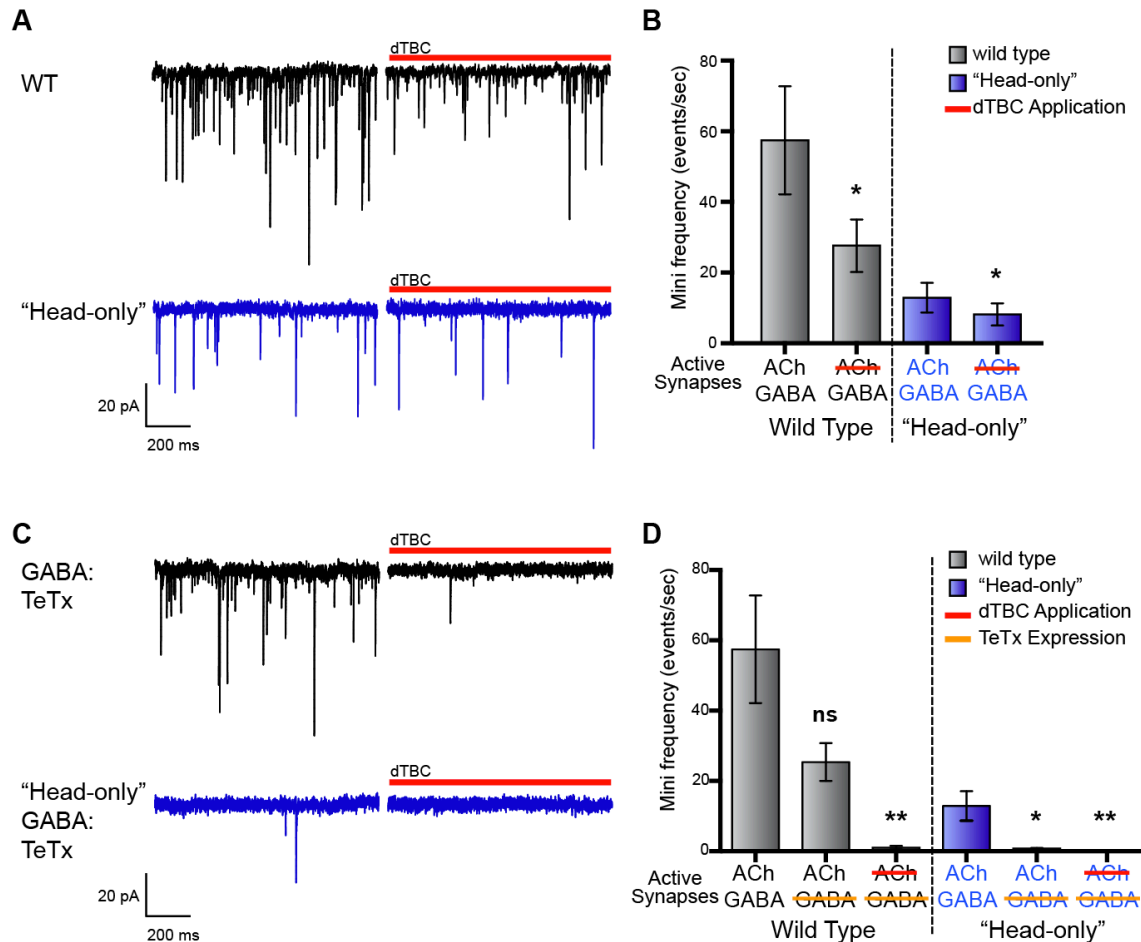 A
WT
dTBC
"Head-only"
dTBC
20 pA
200 ms
B
wild type
"Head-only"
dTBC Application
Mini frequency (events/sec)
80
60
40
20
0
*
*
Active
Synapses
ACh ACh ACh ACh
GABA GABA GABA GABA
Wild Type "Head-only"
C
GABA:
TeTx
dTBC
"Head-only"
GABA:
TeTx
dTBC
20 pA
200 ms
D
wild type
"Head-only"
dTBC Application
TeTx Expression
Mini frequency (events/sec)
80
60
40
20
0
ns
**
*
**
Active
Synapses
ACh ACh ACh ACh ACh ACh
GABA GABA GABA GABA GABA GABA
Wild Type "Head-only"